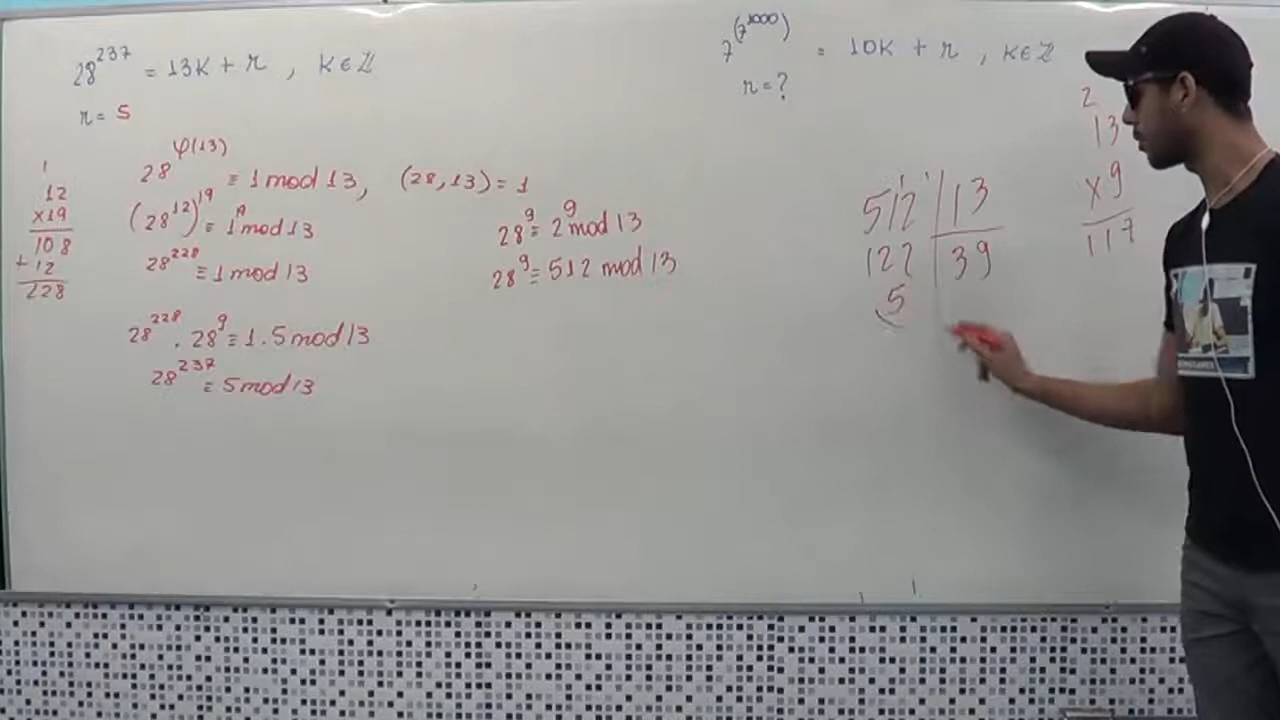 28^237 = 13K + r , K ∈ ℤ
r = 5
28^φ(13) ≡ 1 mod 13, (28,13) = 1
(28^12)^19 ≡ 1^19 mod 13
28^228 ≡ 1 mod 13
28^228 . 28^9 ≡ 1.5 mod 13
28^237 ≡ 5 mod 13
1
12
x19
108
+12
228
28^9 ≡ 2^9 mod 13
28^9 ≡ 512 mod 13
7^(7^1000) = 10K + r , K ∈ ℤ
r = ?
512 | 13
122 | 39
5
2
13
x9
117